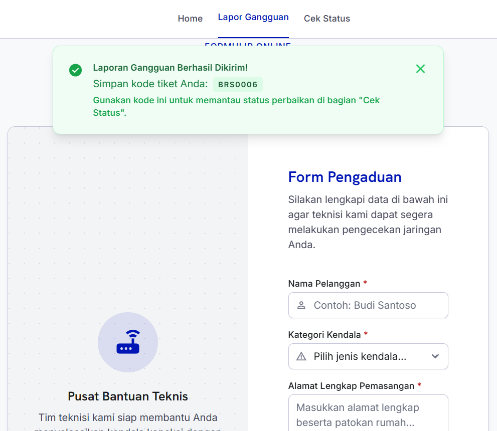 Home Lapor Gangguan Cek Status
FORMULIR ONLINE
Laporan Gangguan Berhasil Dikirim!
Simpan kode tiket Anda: BRS0006
Gunakan kode ini untuk memantau status perbaikan di bagian "Cek
Status".
Form Pengaduan
Silakan lengkapi data di bawah ini
agar teknisi kami dapat segera
melakukan pengecekan jaringan
Anda.
Nama Pelanggan *
Contoh: Budi Santoso
Kategori Kendala *
Pilih jenis kendala...
Alamat Lengkap Pemasangan *
Masukkan alamat lengkap
beserta patokan rumah...
Pusat Bantuan Teknis
Tim teknisi kami siap membantu Anda